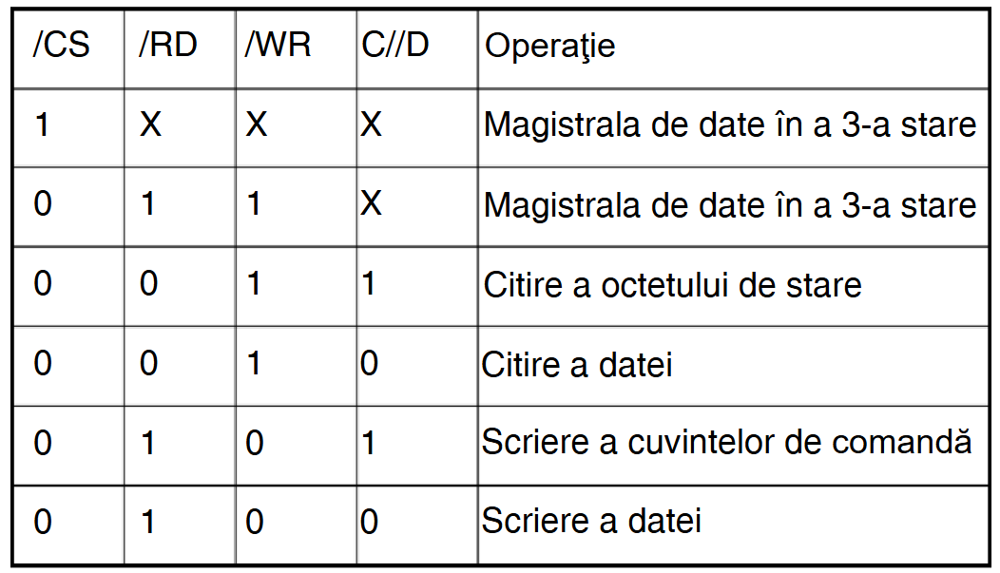 /CS /RD /WR C//D Operaţie
1 X X X Magistrala de date în a 3-a stare
0 1 1 X Magistrala de date în a 3-a stare
0 0 1 1 Citire a octetului de stare
0 0 1 0 Citire a datei
0 1 0 1 Scriere a cuvintelor de comandă
0 1 0 0 Scriere a datei